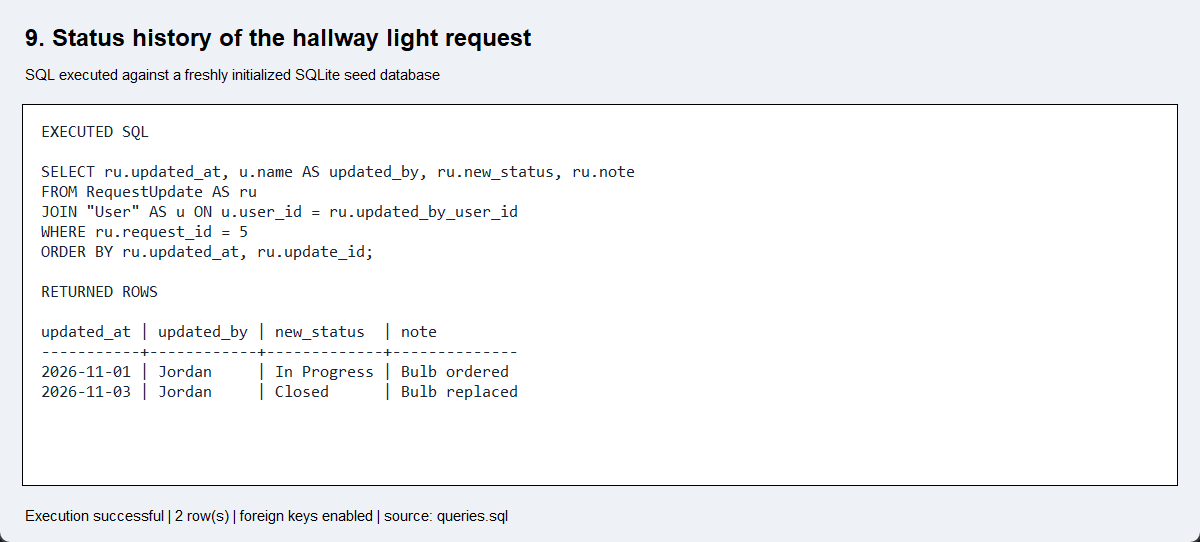 9. Status history of the hallway light request
SQL executed against a freshly initialized SQLite seed database
EXECUTED SQL
SELECT ru.updated_at, u.name AS updated_by, ru.new_status, ru.note
FROM RequestUpdate AS ru
JOIN "User" AS u ON u.user_id = ru.updated_by_user_id
WHERE ru.request_id = 5
ORDER BY ru.updated_at, ru.update_id;
RETURNED ROWS
updated_at | updated_by | new_status  | note
-----------+------------+-------------+--------------
2026-11-01 | Jordan     | In Progress | Bulb ordered
2026-11-03 | Jordan     | Closed      | Bulb replaced
Execution successful | 2 row(s) | foreign keys enabled | source: queries.sql